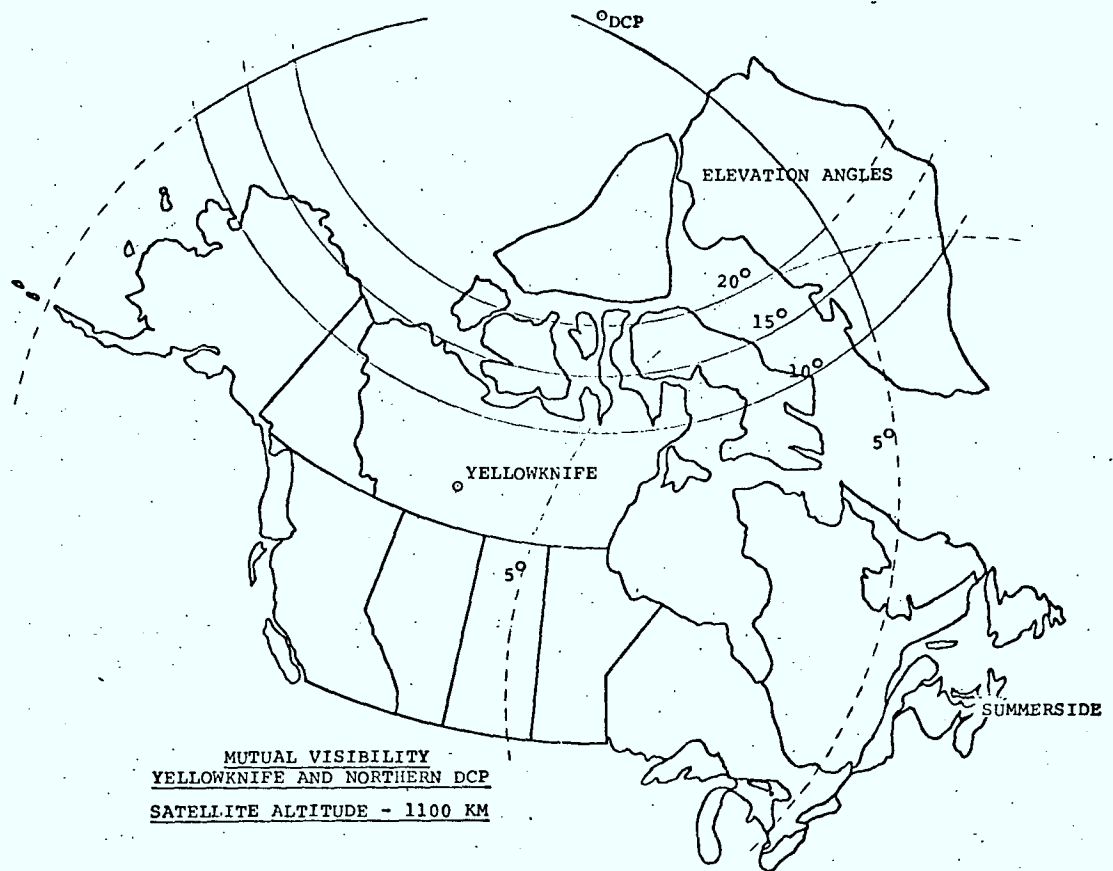 DCP
ELEVATION ANGLES
20°
15°
10°
5°
YELLOWKNIFE
5°
SUMMERSIDE
MUTUAL VISIBILITY
YELLOWKNIFE AND NORTHERN DCP
SATELLITE ALTITUDE - 1100 KM